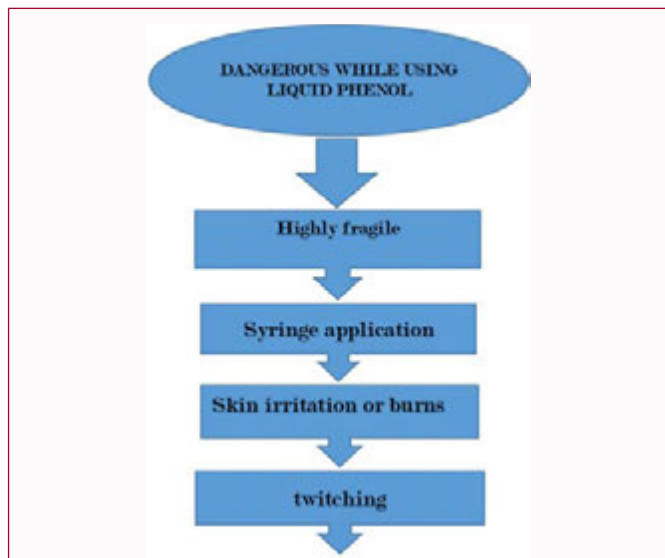 DANGEROUS WHILE USING
LIQUID PHENOL
Highly fragile
Syringe application
Skin irritation or burns
twitching